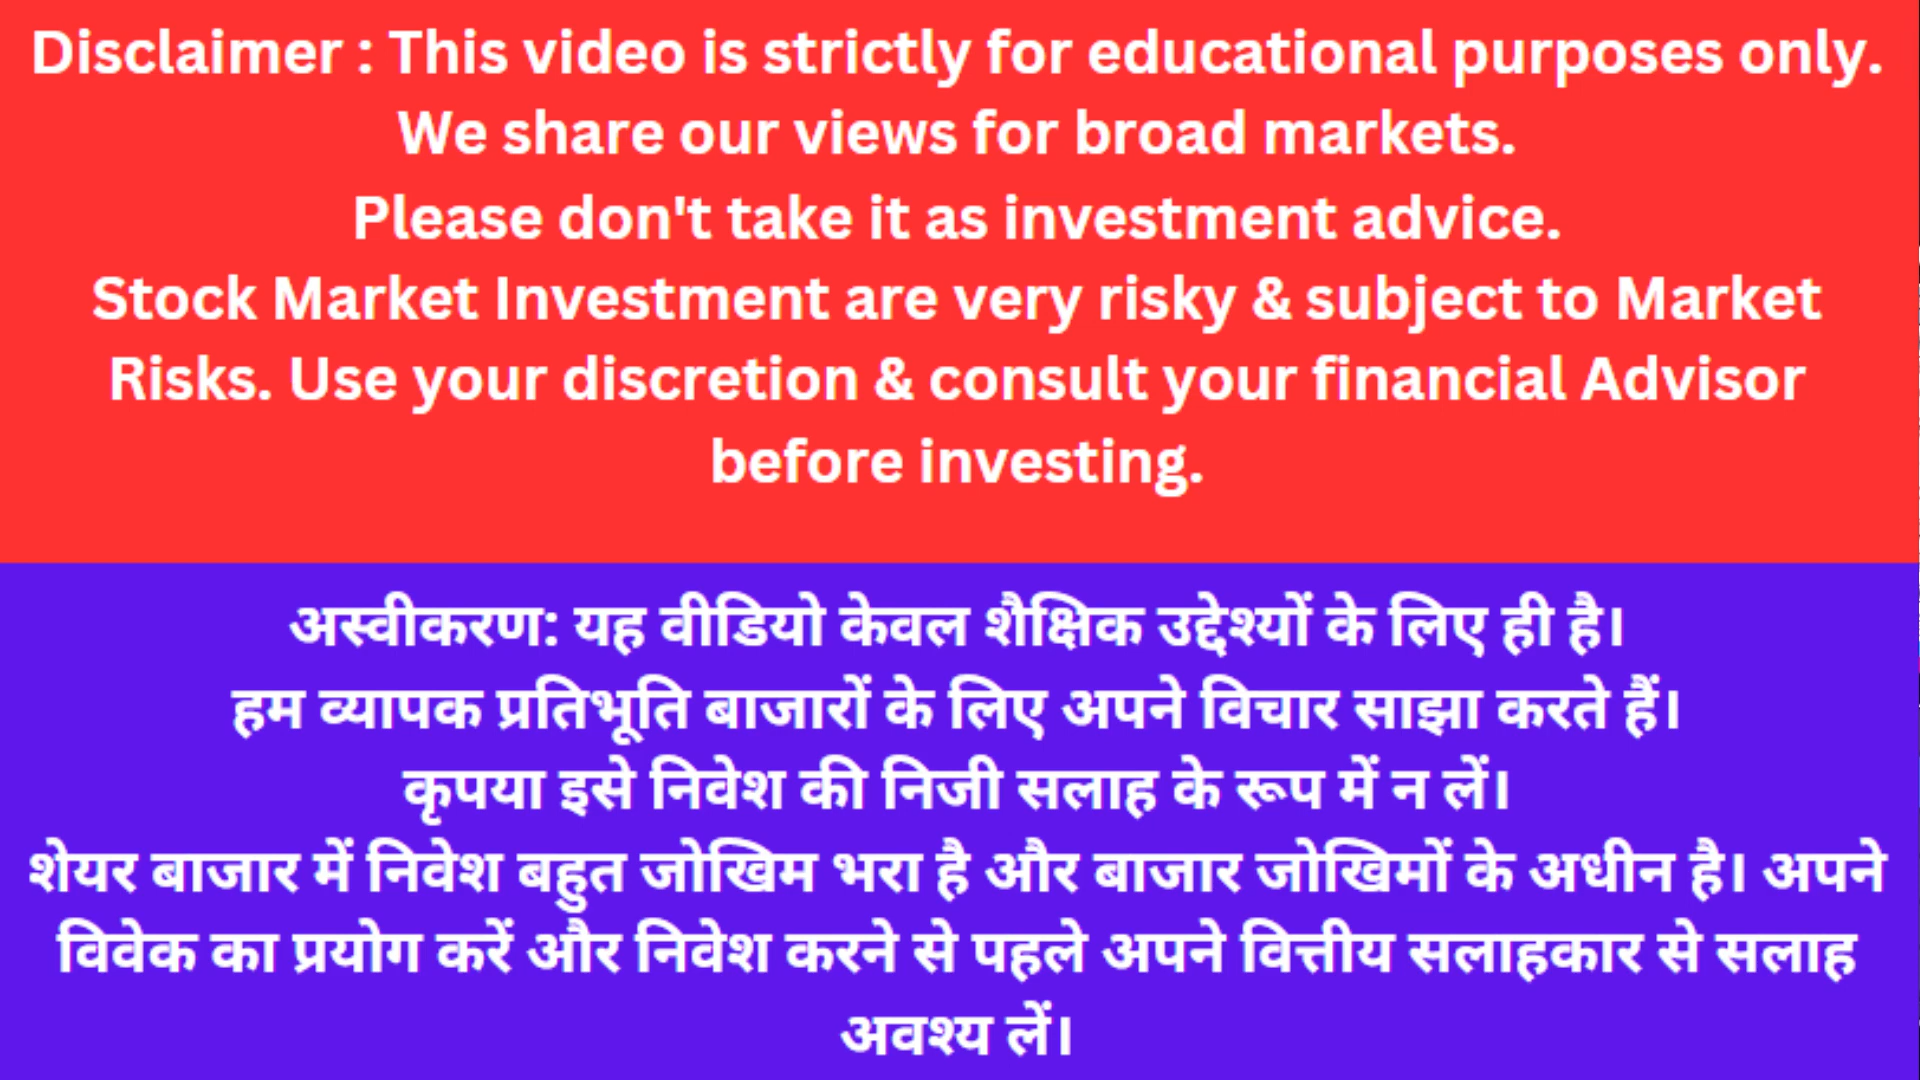 Disclaimer : This video is strictly for educational purposes only.
We share our views for broad markets.
Please don't take it as investment advice.
Stock Market Investment are very risky & subject to Market
Risks. Use your discretion & consult your financial Advisor
before investing.
अस्वीकरण: यह वीडियो केवल शैक्षिक उद्देश्यों के लिए ही है।
हम व्यापक प्रतिभूति बाजारों के लिए अपने विचार साझा करते हैं।
कृपया इसे निवेश की निजी सलाह के रूप में न लें।
शेयर बाजार में निवेश बहुत जोखिम भरा है और बाजार जोखिमों के अधीन है। अपने
विवेक का प्रयोग करें और निवेश करने से पहले अपने वित्तीय सलाहकार से सलाह
अवश्य लें।